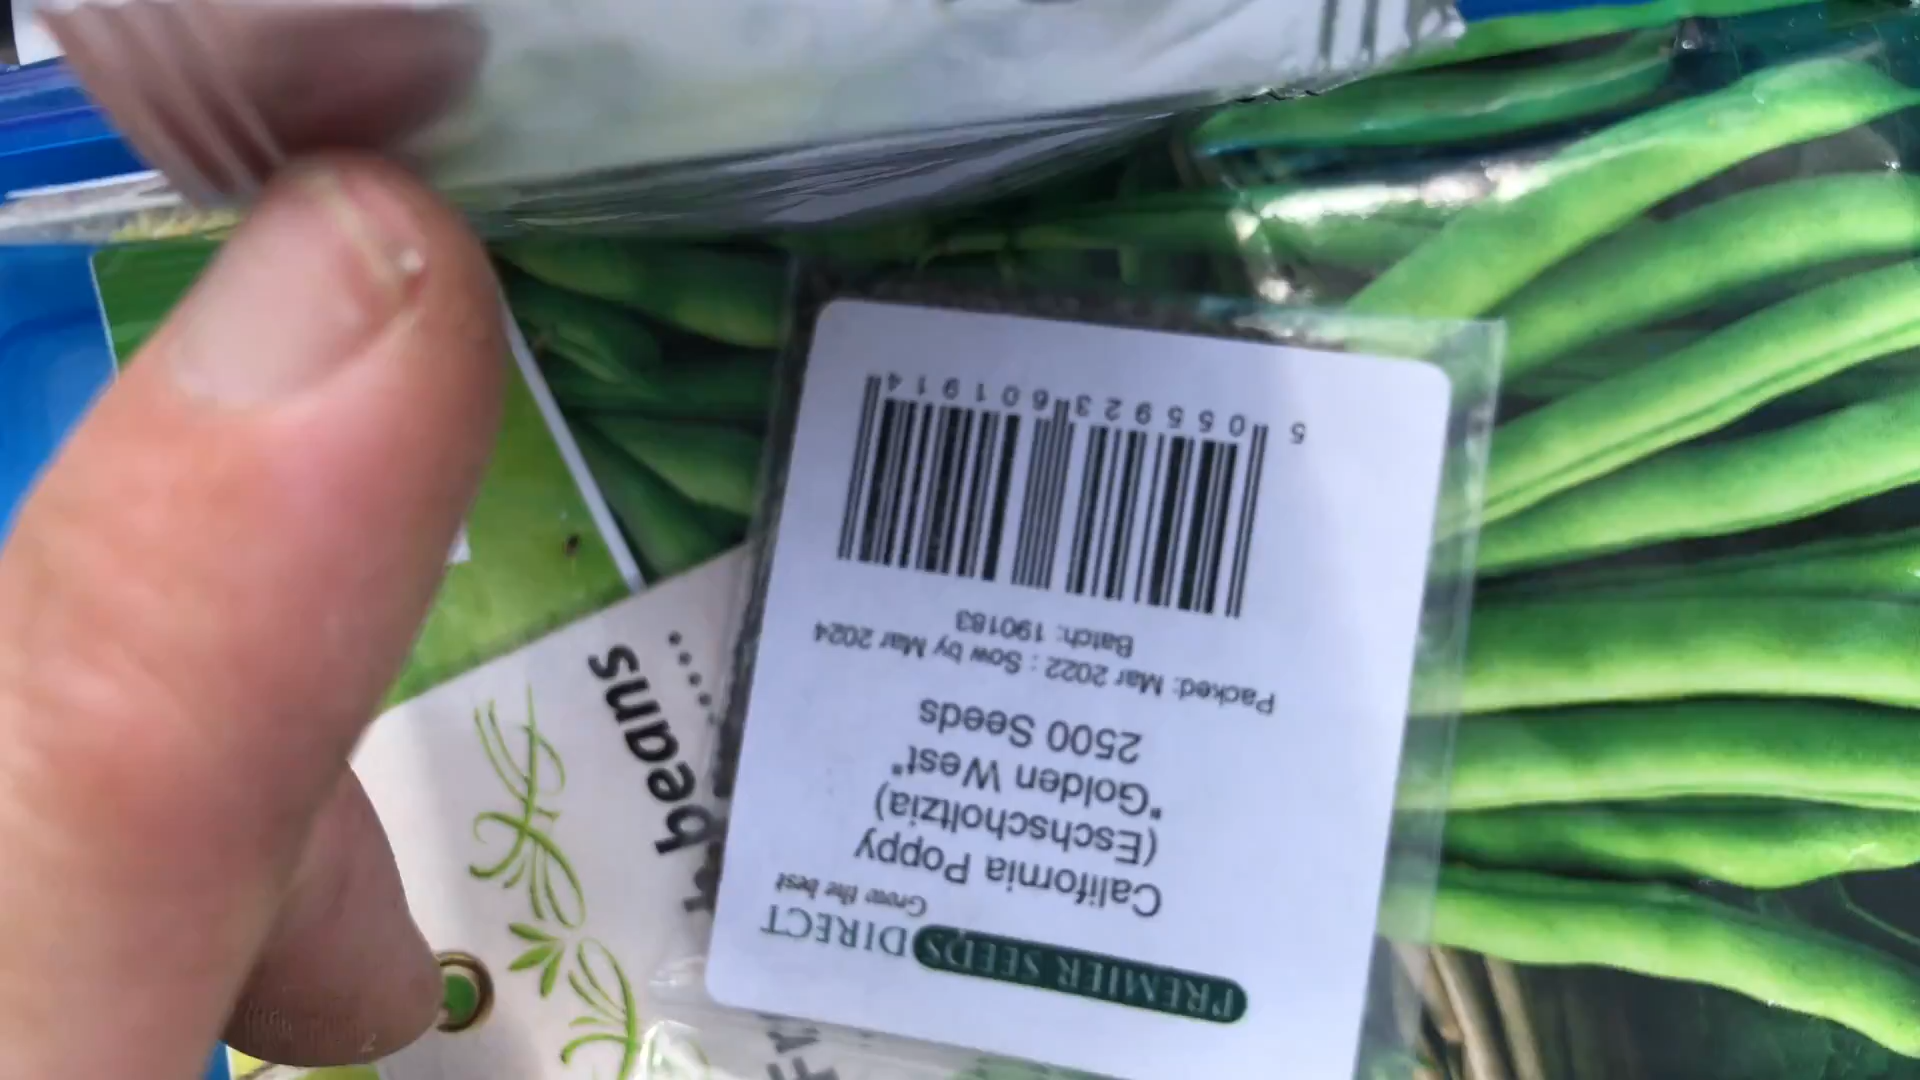 PREMIER SEEDS DIRECT
Grow the best
California Poppy
(Eschscholtzia)
"Golden West"
2500 Seeds
Packed: Mar 2022 : Sow by Mar 2024
Batch: 190183
5 055923 601914
beans